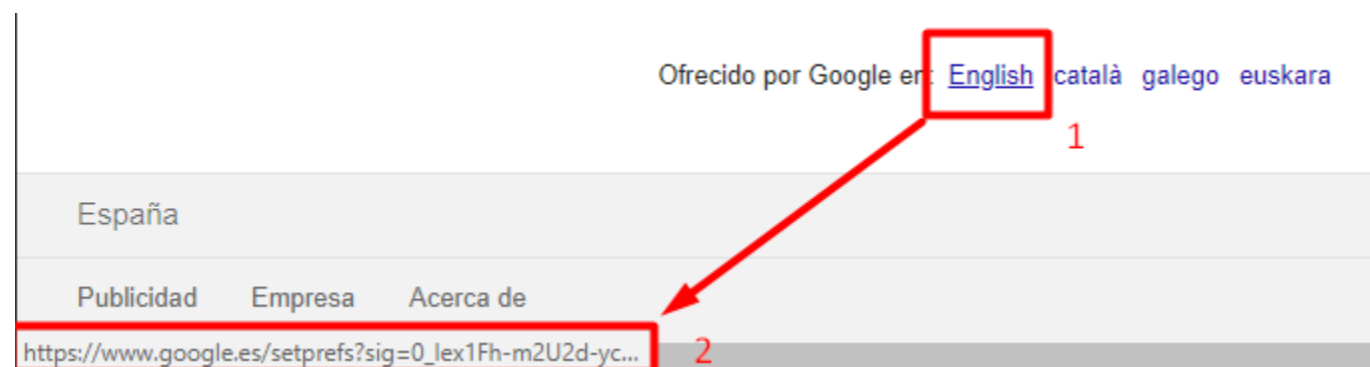 Ofrecido por Google en: English català galego euskara
1
España
Publicidad Empresa Acerca de
https://www.google.es/setprefs?sig=0_lex1Fh-m2U2d-yc...
2